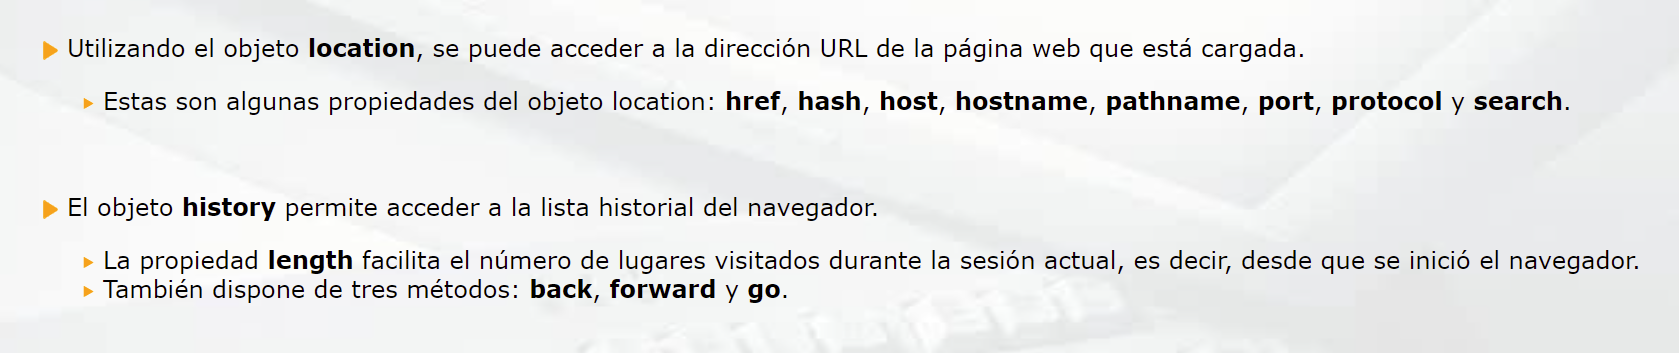 Utilizando el objeto location, se puede acceder a la dirección URL de la página web que está cargada.
Estas son algunas propiedades del objeto location: href, hash, host, hostname, pathname, port, protocol y search.
El objeto history permite acceder a la lista historial del navegador.
La propiedad length facilita el número de lugares visitados durante la sesión actual, es decir, desde que se inició el navegador.
También dispone de tres métodos: back, forward y go.